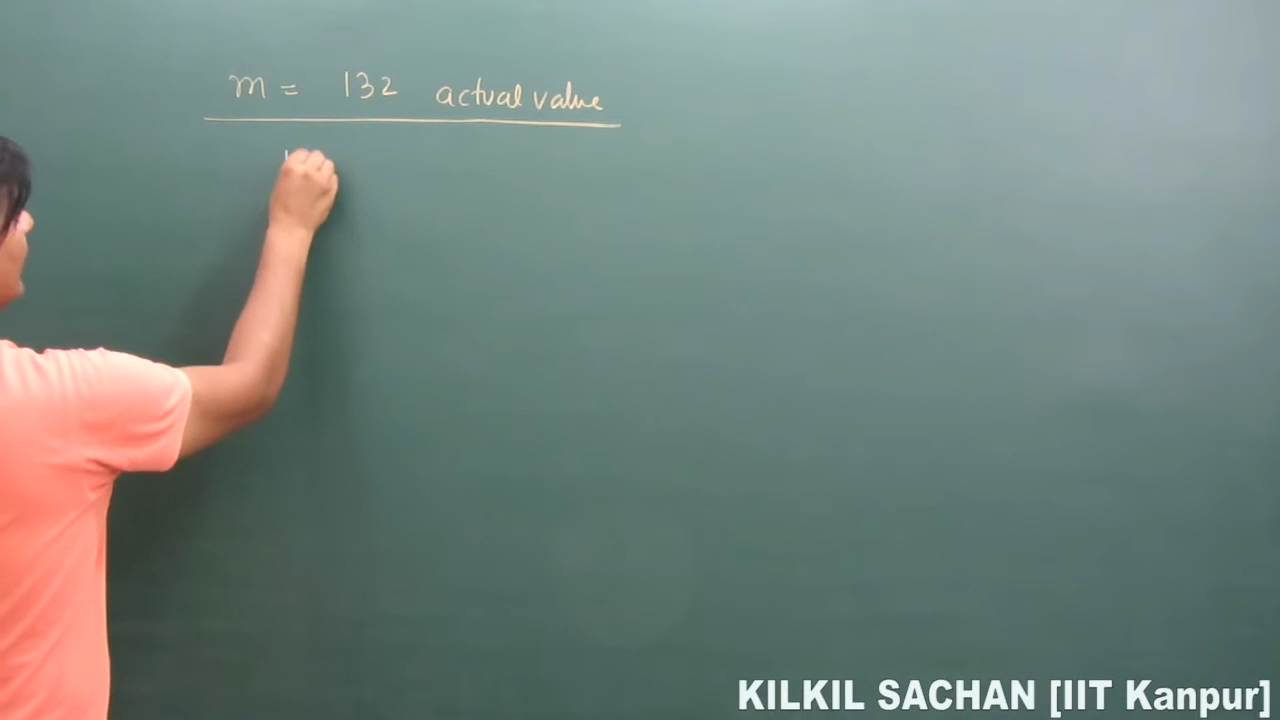 m = 132 actual value
KILKIL SACHAN [IIT Kanpur]